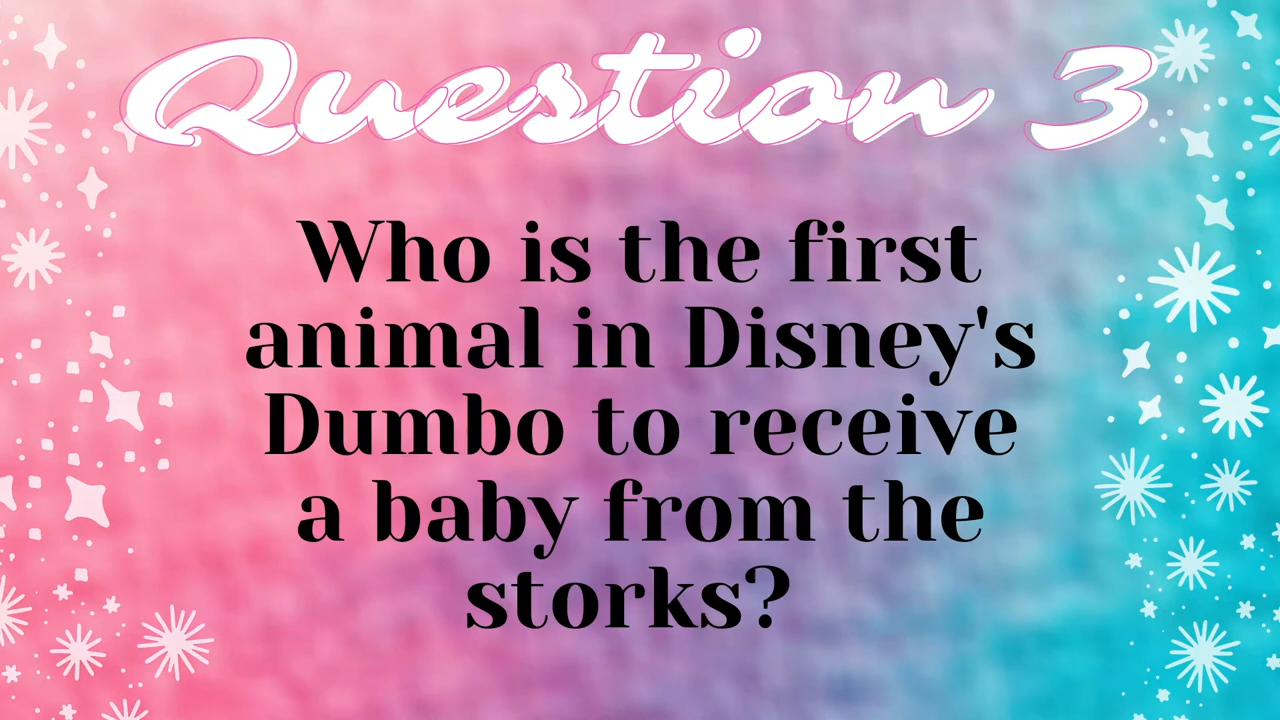 Question 3
Who is the first
animal in Disney's
Dumbo to receive
a baby from the
storks?